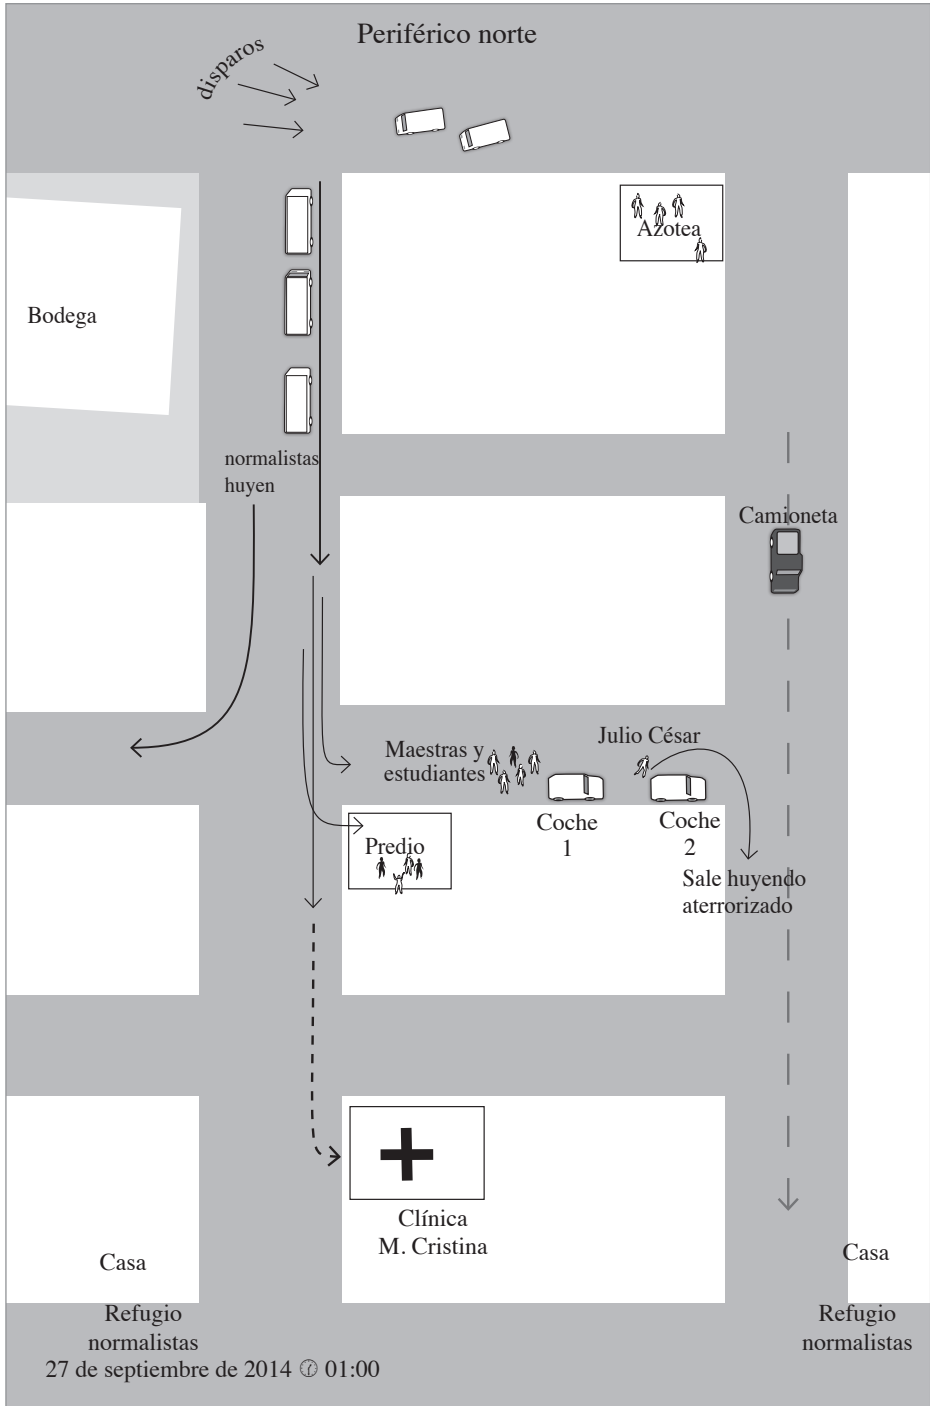 Periférico norte
disparos
Azotea
Bodega
normalistas
huyen
Camioneta
Julio César
Maestras y
estudiantes
Coche
1
Coche
2
Predio
Sale huyendo
aterrorizado
Clínica
M. Cristina
Casa
Casa
Refugio
normalistas
Refugio
normalistas
27 de septiembre de 2014 01:00